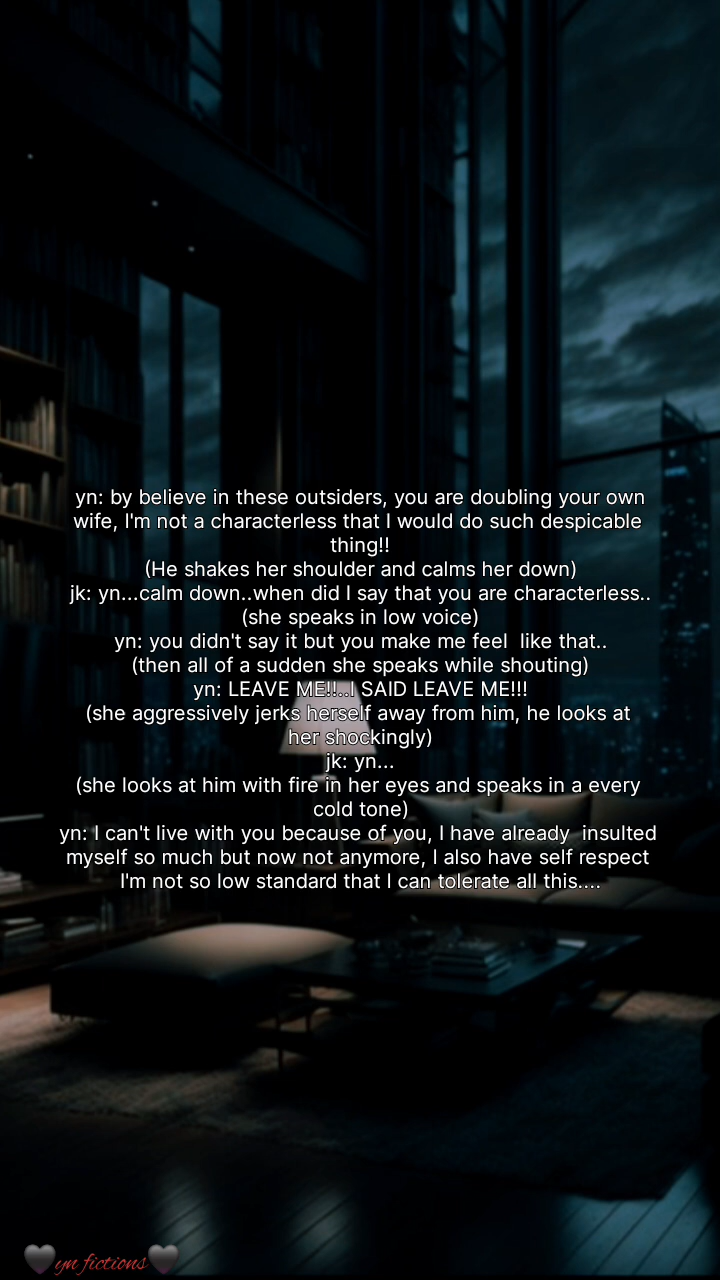 yn: by believe in these outsiders, you are doubling your own
wife, I'm not a characterless that I would do such despicable
thing!!
(He shakes her shoulder and calms her down)
jk: yn...calm down..when did I say that you are characterless..
(she speaks in low voice)
yn: you didn't say it but you make me feel  like that..
(then all of a sudden she speaks while shouting)
yn: LEAVE ME!!..I SAID LEAVE ME!!!
(she aggressively jerks herself away from him, he looks at
her shockingly)
jk: yn...
(she looks at him with fire in her eyes and speaks in a every
cold tone)
yn: I can't live with you because of you, I have already  insulted
myself so much but now not anymore, I also have self respect
I'm not so low standard that I can tolerate all this....
🩶yn fictions🩶